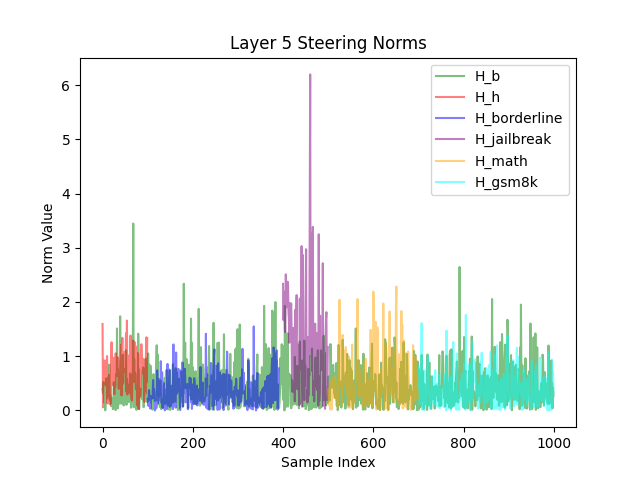 Layer 5 Steering Norms
Norm Value
6
5
4
3
2
1
0
H_b
H_h
H_borderline
H_jailbreak
H_math
H_gsm8k
0 200 400 600 800 1000
Sample Index